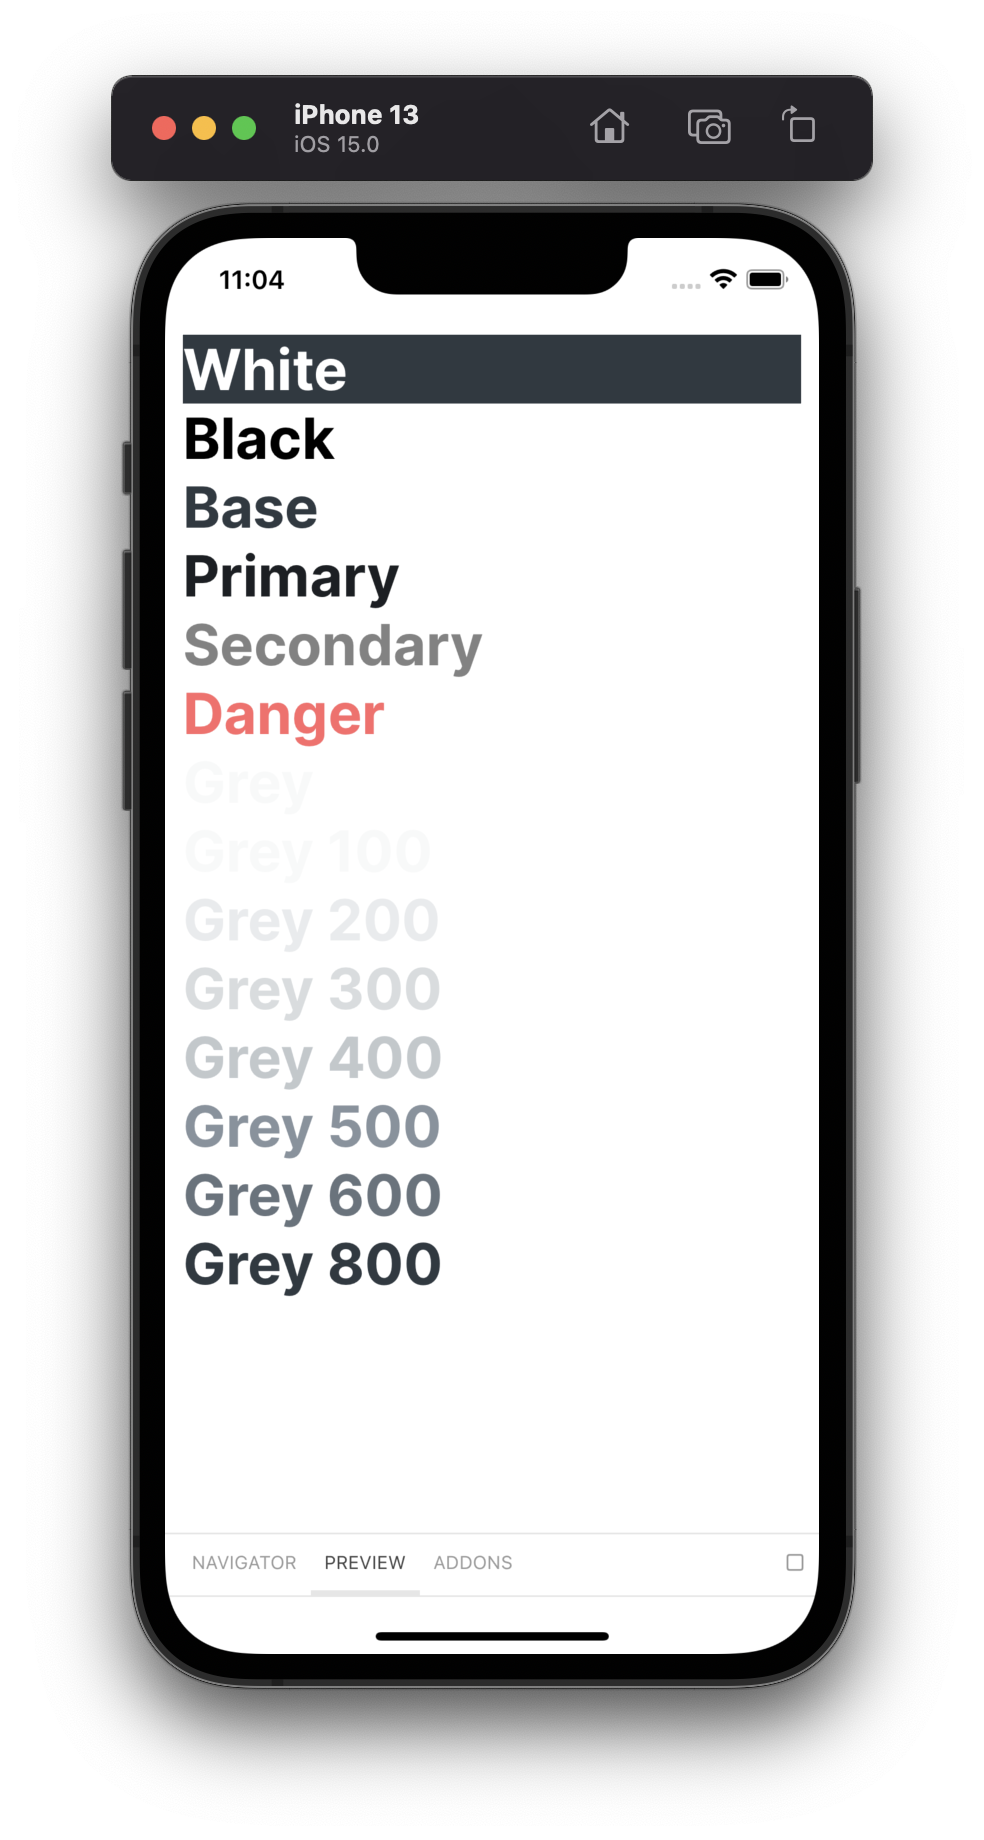 iPhone 13
iOS 15.0
11:04
White
Black
Base
Primary
Secondary
Danger
Grey
Grey 100
Grey 200
Grey 300
Grey 400
Grey 500
Grey 600
Grey 800
NAVIGATOR PREVIEW ADDONS